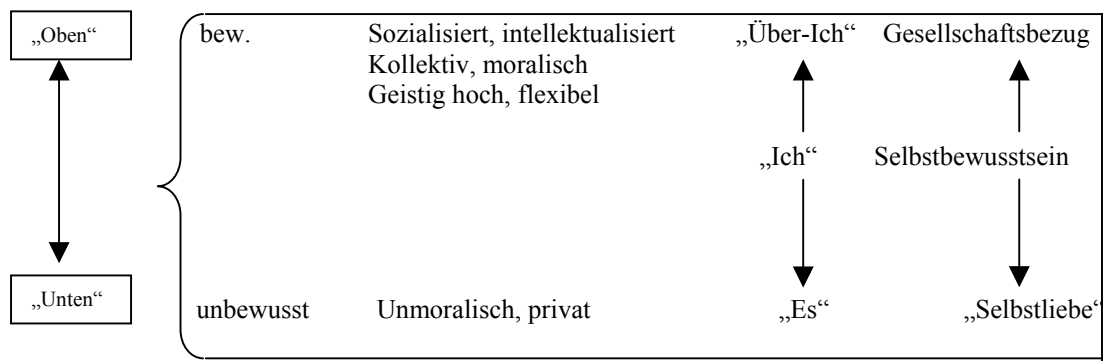 „Oben“ bew. Sozialisiert, intellektualisiert „Über-Ich“ Gesellschaftsbezug
Kollektiv, moralisch
Geistig hoch, flexibel
„Ich“ Selbstbewusstsein
„Unten“ unbewusst Unmoralisch, privat „Es“ „Selbstliebe“